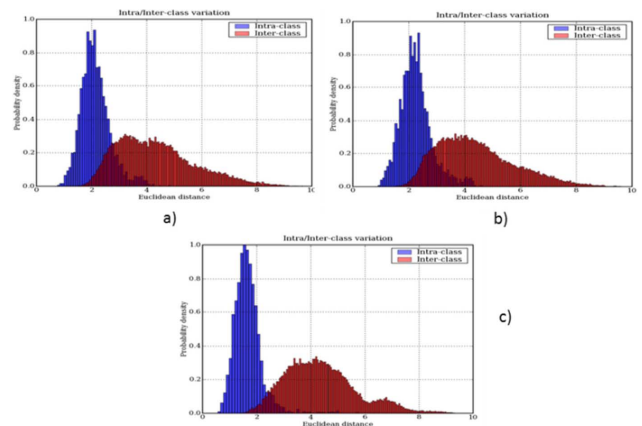 Intra/Inter-class variation
Intra-class
Inter-class
Probability density
1.0
0.8
0.6
0.4
0.2
0.0
0 2 4 6 8 10
Euclidean distance
a)
Intra/Inter-class variation
Intra-class
Inter-class
Probability density
1.0
0.8
0.6
0.4
0.2
0.0
0 2 4 6 8 10
Euclidean distance
b)
Intra/Inter-class variation
Intra-class
Inter-class
Probability density
1.0
0.8
0.6
0.4
0.2
0.0
0 2 4 6 8 10
Euclidean distance
c)